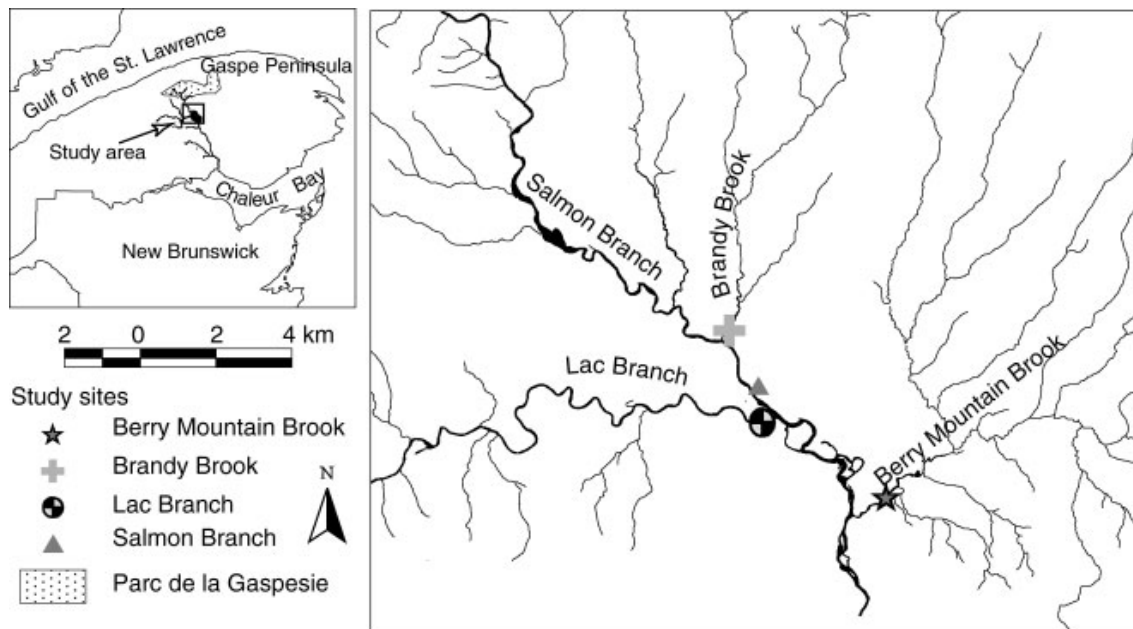 Gulf of the St. Lawrence
Gaspe Peninsula
Study area
Chaleur Bay
New Brunswick
2 0 2 4 km
Study sites
Berry Mountain Brook
Brandy Brook
Lac Branch
Salmon Branch
Parc de la Gaspesie
N
Salmon Branch
Brandy Brook
Lac Branch
Berry Mountain Brook